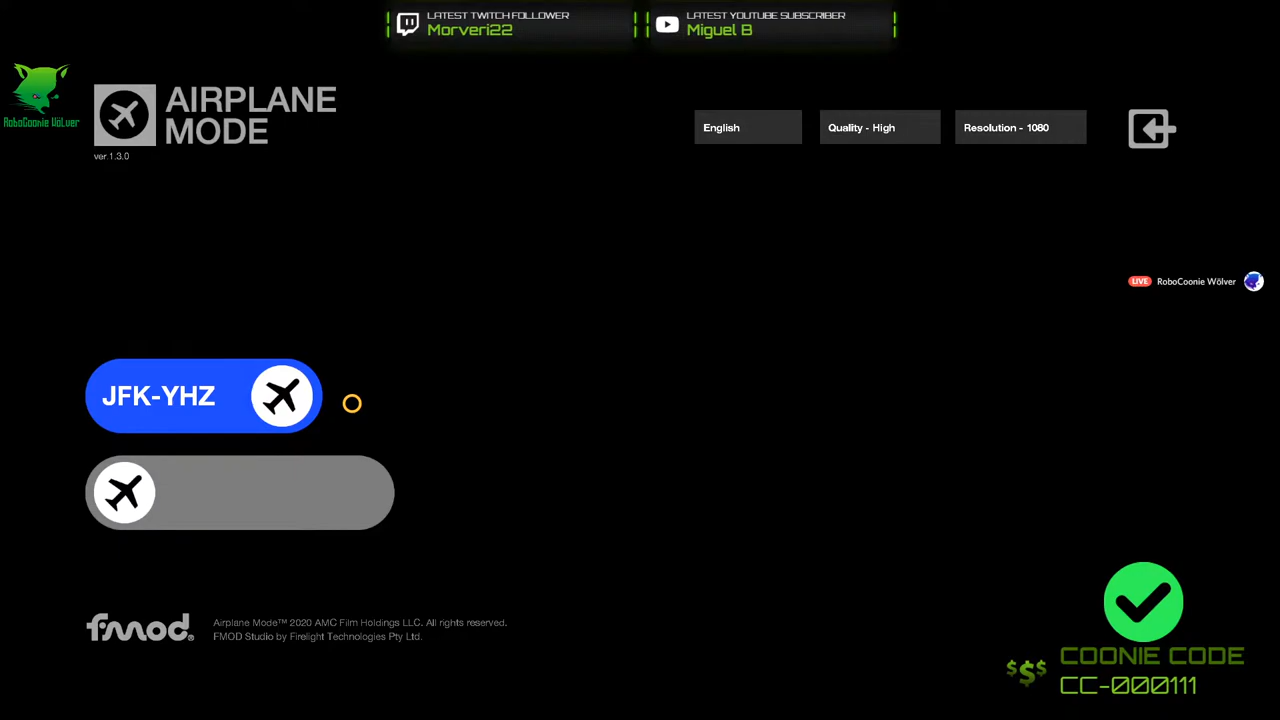 LATEST TWITCH FOLLOWER
Morveri22
LATEST YOUTUBE SUBSCRIBER
Miguel B
RoboCoonie Wölver
AIRPLANE
MODE
ver.1.3.0
English
Quality - High
Resolution - 1080
LIVE RoboCoonie Wölver
JFK-YHZ
fmod®
Airplane Mode™ 2020 AMC Film Holdings LLC. All rights reserved.
FMOD Studio by Firelight Technologies Pty Ltd.
$$$
COONIE CODE
CC-000111